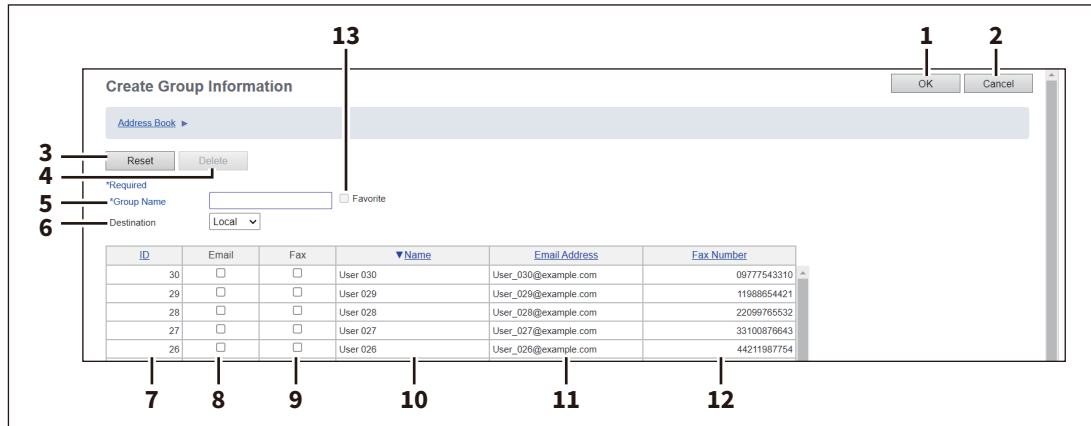 13 1 2
Create Group Information OK Cancel
Address Book ►
3 Reset Delete
4
*Required
5 *Group Name Favorite
6 Destination Local
ID Email Fax ▼Name Email Address Fax Number
30 User 030 User_030@example.com 09777543310
29 User 029 User_029@example.com 11988654421
28 User 028 User_028@example.com 22099765532
27 User 027 User_027@example.com 33100876643
26 User 026 User_026@example.com 44211987754
7 8 9 10 11 12